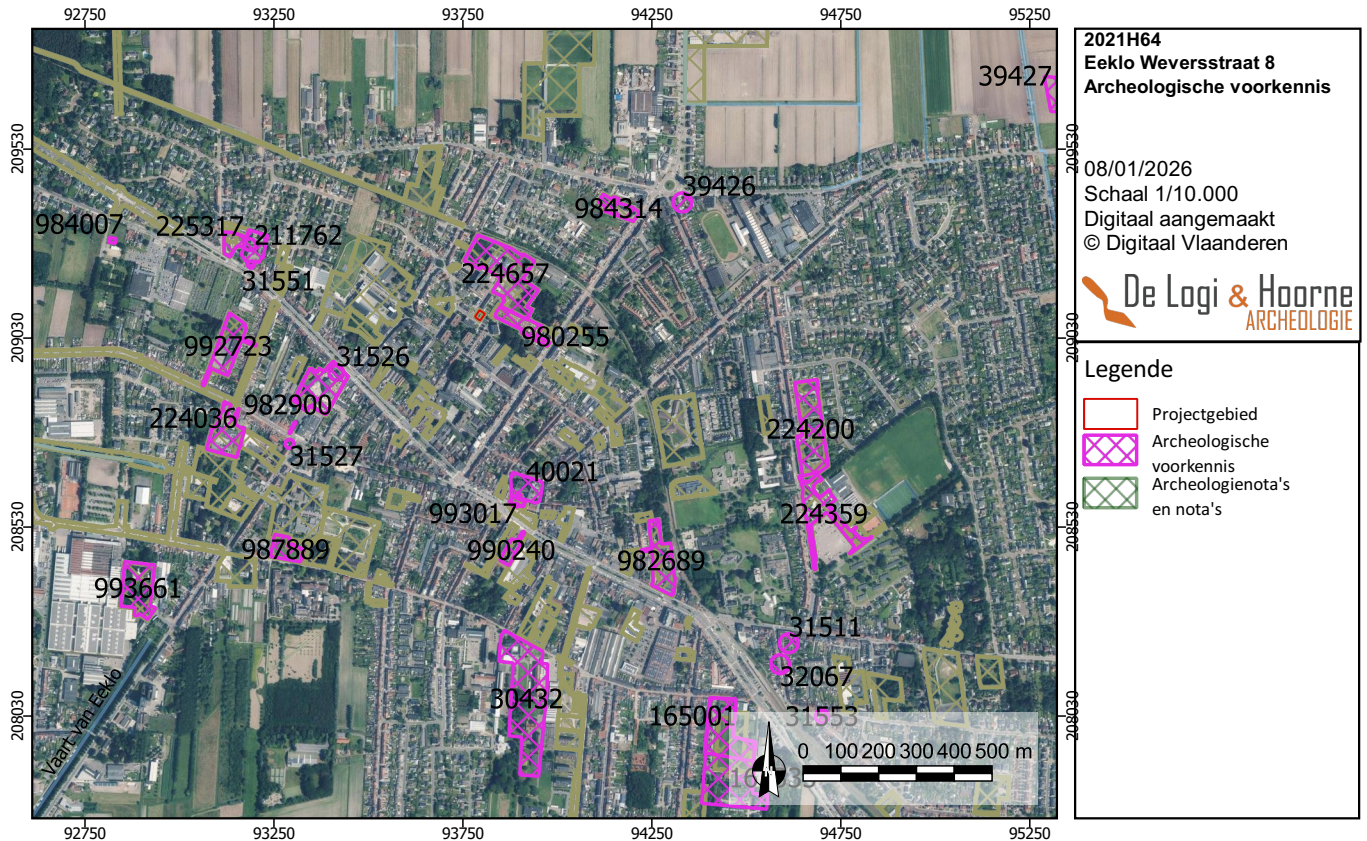 92750 93250 93750 94250 94750 95250
2021H64
Eeklo Weversstraat 8
Archeologische voorkennis
08/01/2026
Schaal 1/10.000
Digitaal aangemaakt
© Digitaal Vlaanderen
De Logi & Hoorne
ARCHEOLOGIE
Legende
Projectgebied
Archeologische
voorkennis
Archeologienota's
en nota's
39427
209530 209530
39426
984314
984007 225317 211762
31551
224657
209030 209030
980255
992723
31526
982900
224036
31527
224200
40021
993017
224359
208530 208530
990240
987889
982689
993661
31511
32067
Vaart van Eeklo
30432
165001 31553
208030 208030
0 100 200 300 400 500 m
92750 93250 93750 94250 94750 95250